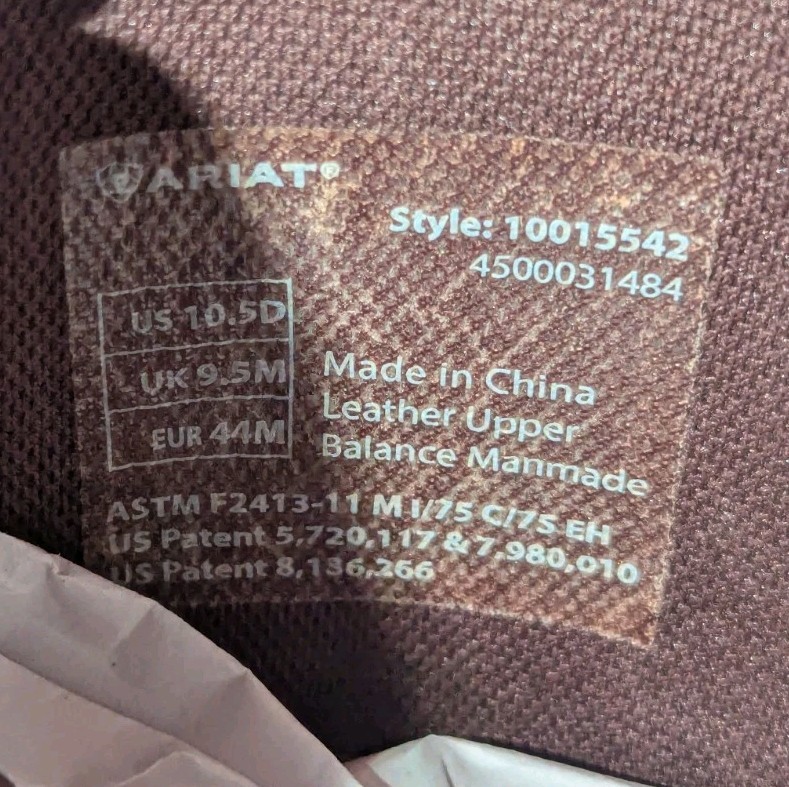 ARIAT®
Style: 10015542
4500031484
US 10.5D
UK 9.5M
EUR 44M
Made in China
Leather Upper
Balance Manmade
ASTM F2413-11 M I/75 C/75 EH
US Patent 5,720,117 & 7,980,010
US Patent 8,136,266